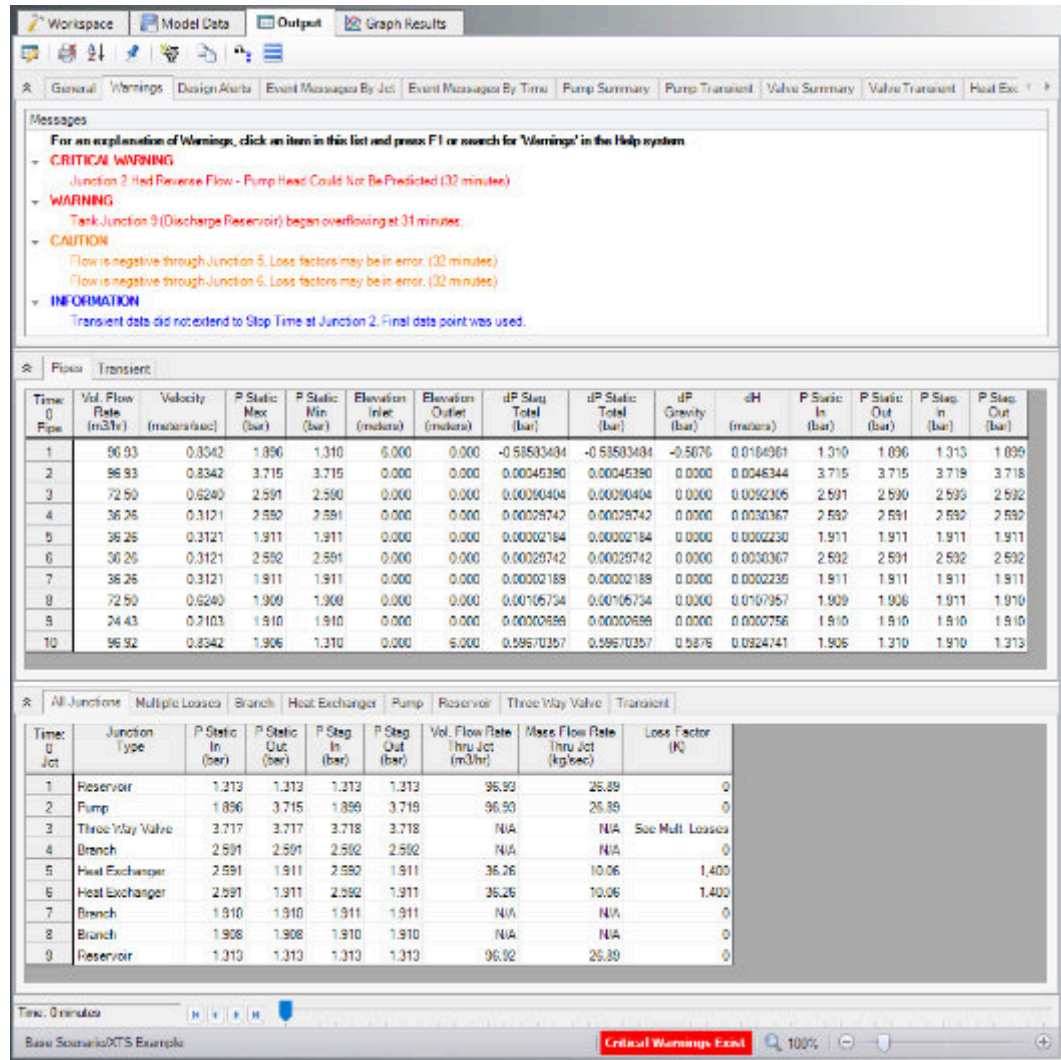 Workspace Model Data Output Graph Results
General Warnings Design Alerts Event Messages By Jct Event Messages By Time Pump Summary Pump Transient Valve Summary Valve Transient Heat Exc
Messages
For an explanation of Warnings, click an item in this list and press F1 or search for 'Warnings' in the Help system.
CRITICAL WARNING
Junction 2 Had Reverse Flow - Pump Head Could Not Be Predicted (32 minutes)
WARNING
Tank Junction 9 (Discharge Reservoir) began overflowing at 31 minutes.
CAUTION
Flow is negative through Junction 5. Loss factors may be in error. (32 minutes)
Flow is negative through Junction 6. Loss factors may be in error. (32 minutes)
INFORMATION
Transient data did not extend to Stop Time at Junction 2. Final data point was used.
Pipes Transient
Time: Vol. Flow Velocity P Static P Static Elevation Elevation dP Stag. dP Static dP dH P Static P Static P Stag. P Stag.
0 Rate Max Min Inlet Outlet Total Total Gravity In Out In Out
Pipe (m3/hr) (meters/sec) (bar) (bar) (meters) (meters) (bar) (bar) (bar) (meters) (bar) (bar) (bar) (bar)
1 96.93 0.8342 1.896 1.310 6.000 0.000 -0.58583484 -0.58583484 -0.5876 0.0184981 1.310 1.896 1.313 1.899
2 96.93 0.8342 3.715 3.715 0.000 0.000 0.00045390 0.00045390 0.0000 0.0046344 3.715 3.715 3.719 3.718
3 72.50 0.6240 2.591 2.590 0.000 0.000 0.00090404 0.00090404 0.0000 0.0092305 2.591 2.590 2.593 2.592
4 36.26 0.3121 2.592 2.591 0.000 0.000 0.00029742 0.00029742 0.0000 0.0030367 2.592 2.591 2.592 2.592
5 36.26 0.3121 1.911 1.911 0.000 0.000 0.00002184 0.00002184 0.0000 0.0002230 1.911 1.911 1.911 1.911
6 36.26 0.3121 2.592 2.591 0.000 0.000 0.00029742 0.00029742 0.0000 0.0030367 2.592 2.591 2.592 2.592
7 36.26 0.3121 1.911 1.911 0.000 0.000 0.00002189 0.00002189 0.0000 0.0002235 1.911 1.911 1.911 1.911
8 72.50 0.6240 1.909 1.908 0.000 0.000 0.00105734 0.00105734 0.0000 0.0107957 1.909 1.908 1.911 1.910
9 24.43 0.2103 1.910 1.910 0.000 0.000 0.00002699 0.00002699 0.0000 0.0002756 1.910 1.910 1.910 1.910
10 96.92 0.8342 1.906 1.310 0.000 6.000 0.59670357 0.59670357 0.5876 0.0924741 1.906 1.310 1.910 1.313
All Junctions Multiple Losses Branch Heat Exchanger Pump Reservoir Three Way Valve Transient
Time: Junction P Static P Static P Stag. P Stag. Vol. Flow Rate Mass Flow Rate Loss Factor
0 Type In Out In Out Thru Jct Thru Jct (K)
Jct (bar) (bar) (bar) (bar) (m3/hr) (kg/sec)
1 Reservoir 1.313 1.313 1.313 1.313 96.93 26.89 0
2 Pump 1.896 3.715 1.899 3.719 96.93 26.89 0
3 Three Way Valve 3.717 3.717 3.718 3.718 N/A N/A See Mult. Losses
4 Branch 2.591 2.591 2.592 2.592 N/A N/A 0
5 Heat Exchanger 2.591 1.911 2.592 1.911 36.26 10.06 1,400
6 Heat Exchanger 2.591 1.911 2.592 1.911 36.26 10.06 1,400
7 Branch 1.910 1.910 1.911 1.911 N/A N/A 0
8 Branch 1.908 1.908 1.910 1.910 N/A N/A 0
9 Reservoir 1.313 1.313 1.313 1.313 96.92 26.89 0
Time: 0 minutes
Base Scenario/XTS Example Critical Warnings Exist 100%